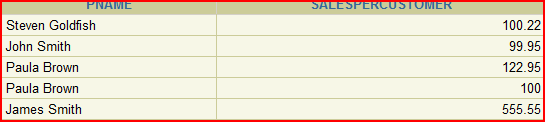 PNAME SALESPERCUSTOMER
Steven Goldfish 100.22
John Smith 99.95
Paula Brown 122.95
Paula Brown 100
James Smith 555.55